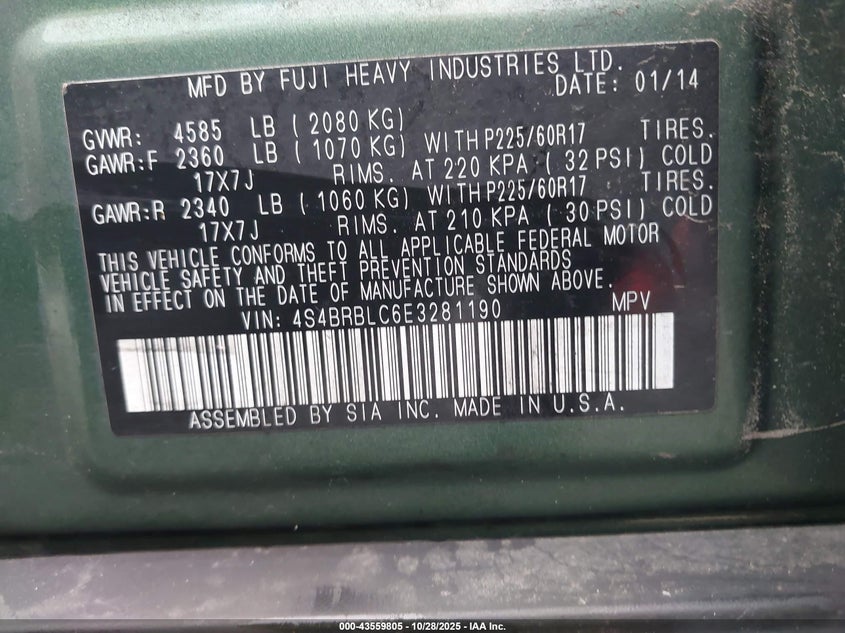 MFD BY FUJI HEAVY INDUSTRIES LTD.
DATE: 01/14
GVWR: 4585 LB ( 2080 KG)
GAWR:F 2360 LB ( 1070 KG) WITH P225/60R17 TIRES.
17X7J RIMS. AT 220 KPA ( 32 PSI) COLD
GAWR:R 2340 LB ( 1060 KG) WITH P225/60R17 TIRES.
17X7J RIMS. AT 210 KPA ( 30 PSI) COLD
THIS VEHICLE CONFORMS TO ALL APPLICABLE FEDERAL MOTOR
VEHICLE SAFETY AND THEFT PREVENTION STANDARDS
IN EFFECT ON THE DATE OF MANUFACTURE SHOWN ABOVE.
VIN: 4S4BRBLC6E3281190 MPV
ASSEMBLED BY SIA INC. MADE IN U.S.A.
000-43559805 - 10/28/2025 - IAA Inc.